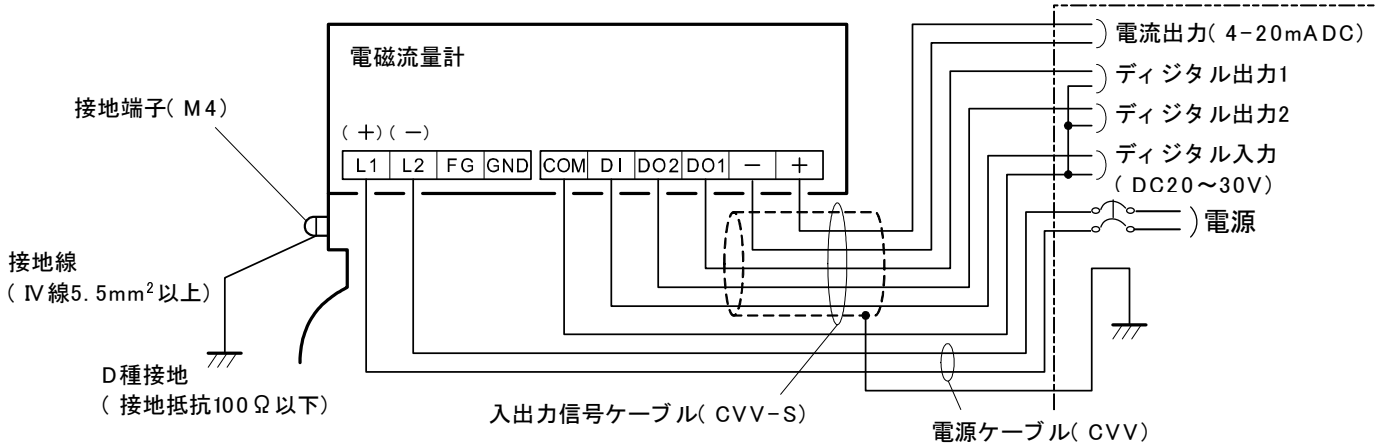 電磁流量計
接地端子( M4)
( +)( −)
L1 L2 FG GND COM DI DO2 DO1 − +
電流出力( 4-20mADC)
ディジタル出力1
ディジタル出力2
ディジタル入力
( DC20～30V)
電源
接地線
( Ⅳ線5.5mm²以上)
D種接地
( 接地抵抗100Ω以下)
入出力信号ケーブル( CVV-S)
電源ケーブル( CVV)